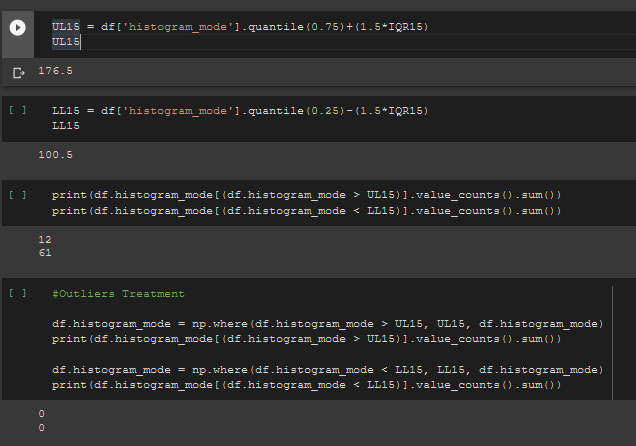 UL15 = df['histogram_mode'].quantile(0.75)+(1.5*IQR15)
UL15
176.5
[ ] LL15 = df['histogram_mode'].quantile(0.25)-(1.5*IQR15)
LL15
100.5
[ ] print(df.histogram_mode[(df.histogram_mode > UL15)].value_counts().sum())
print(df.histogram_mode[(df.histogram_mode < LL15)].value_counts().sum())
12
61
[ ] #Outliers Treatment
df.histogram_mode = np.where(df.histogram_mode > UL15, UL15, df.histogram_mode)
print(df.histogram_mode[(df.histogram_mode > UL15)].value_counts().sum())
df.histogram_mode = np.where(df.histogram_mode < LL15, LL15, df.histogram_mode)
print(df.histogram_mode[(df.histogram_mode < LL15)].value_counts().sum())
0
0